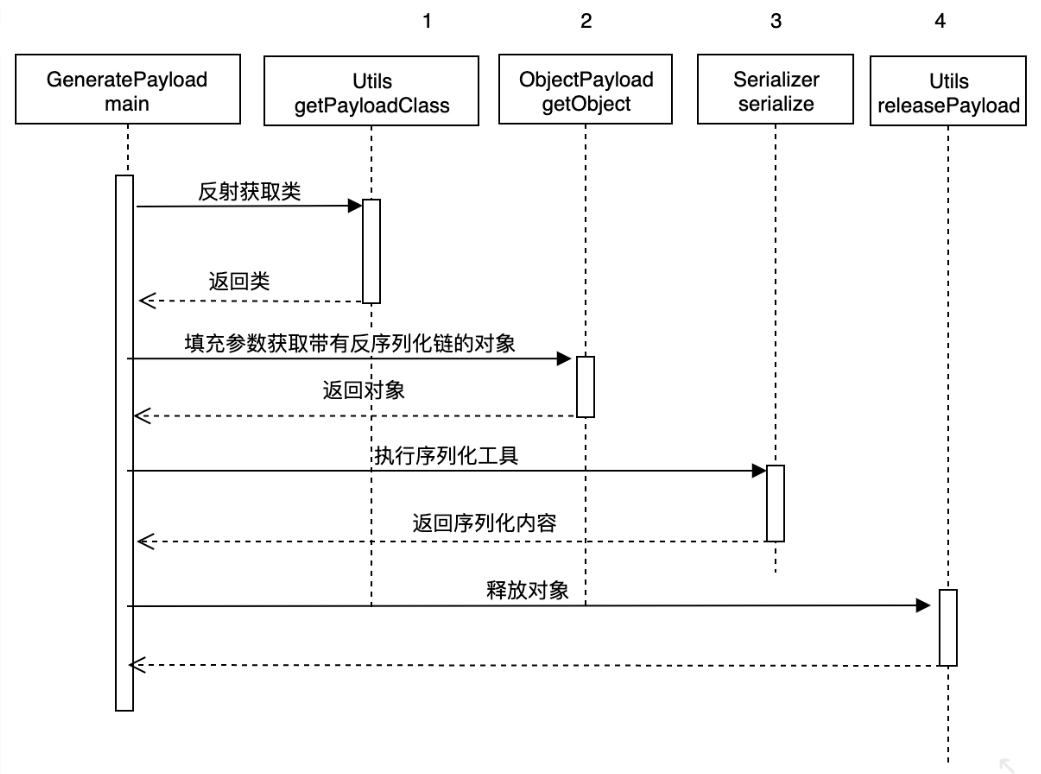 1
2
3
4
GeneratePayload
main
Utils
getPayloadClass
ObjectPayload
getObject
Serializer
serialize
Utils
releasePayload
反射获取类
返回类
填充参数获取带有反序列化链的对象
返回对象
执行序列化工具
返回序列化内容
释放对象